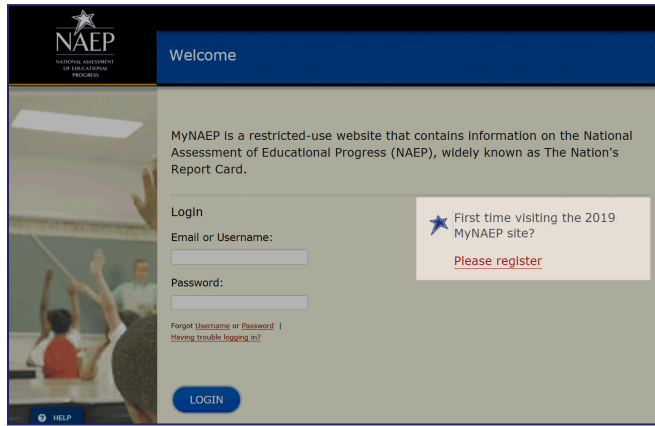 NAEP
NATIONAL ASSESSMENT
OF EDUCATIONAL
PROGRESS
Welcome
MyNAEP is a restricted-use website that contains information on the National
Assessment of Educational Progress (NAEP), widely known as The Nation's
Report Card.
Login
Email or Username:
Password:
Forgot Username or Password |
Having trouble logging in?
LOGIN
First time visiting the 2019
MyNAEP site?
Please register
? HELP